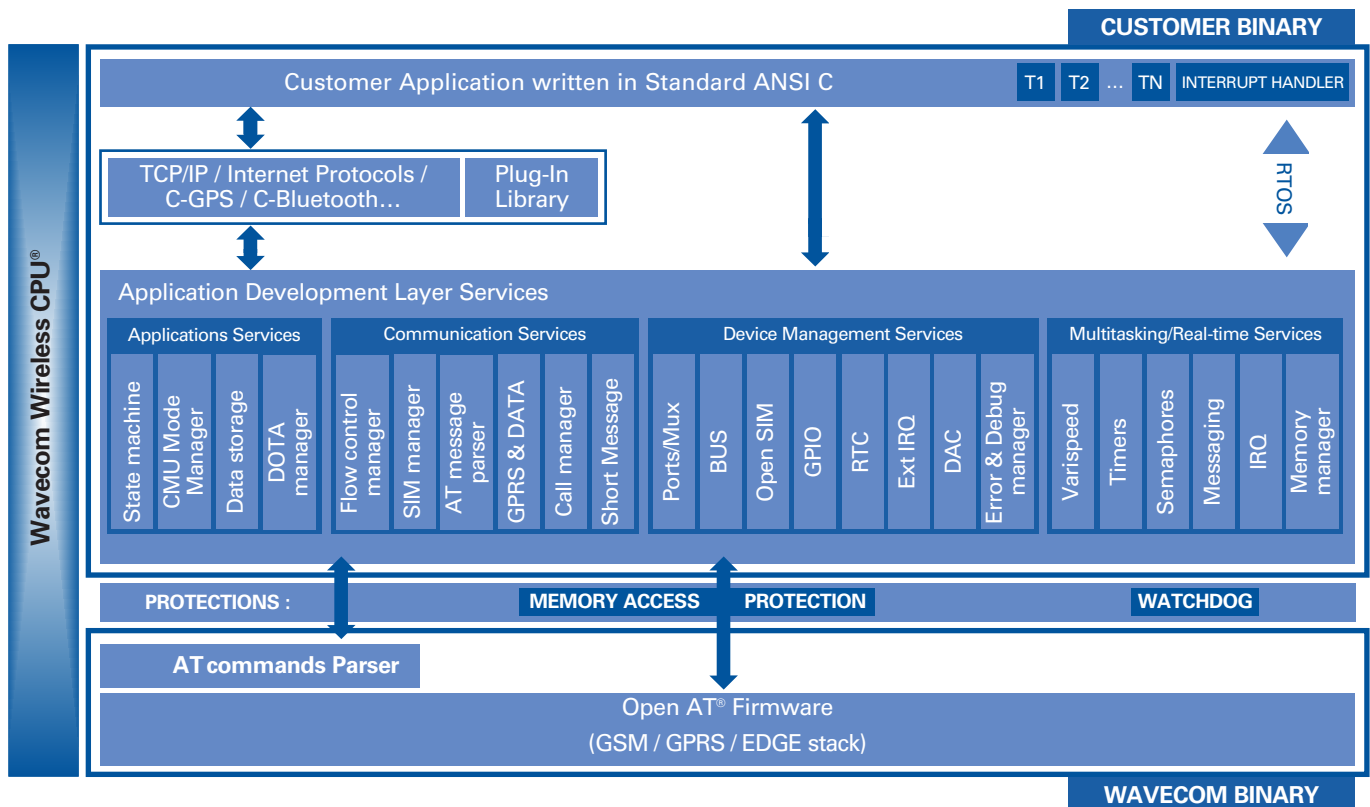 CUSTOMER BINARY
Wavecom Wireless CPU®
Customer Application written in Standard ANSI C
T1 T2 ... TN INTERRUPT HANDLER
TCP/IP / Internet Protocols /
C-GPS / C-Bluetooth...
Plug-In
Library
RTOS
Application Development Layer Services
Applications Services
State machine
CMU Mode
Manager
Data storage
DOTA
manager
Communication Services
Flow control
manager
SIM manager
AT message
parser
GPRS & DATA
Call manager
Short Message
Device Management Services
Ports/Mux
BUS
Open SIM
GPIO
RTC
Ext IRQ
DAC
Error & Debug
manager
Multitasking/Real-time Services
Varispeed
Timers
Semaphores
Messaging
IRQ
Memory
manager
PROTECTIONS : MEMORY ACCESS PROTECTION WATCHDOG
AT commands Parser
Open AT® Firmware
(GSM / GPRS / EDGE stack)
WAVECOM BINARY